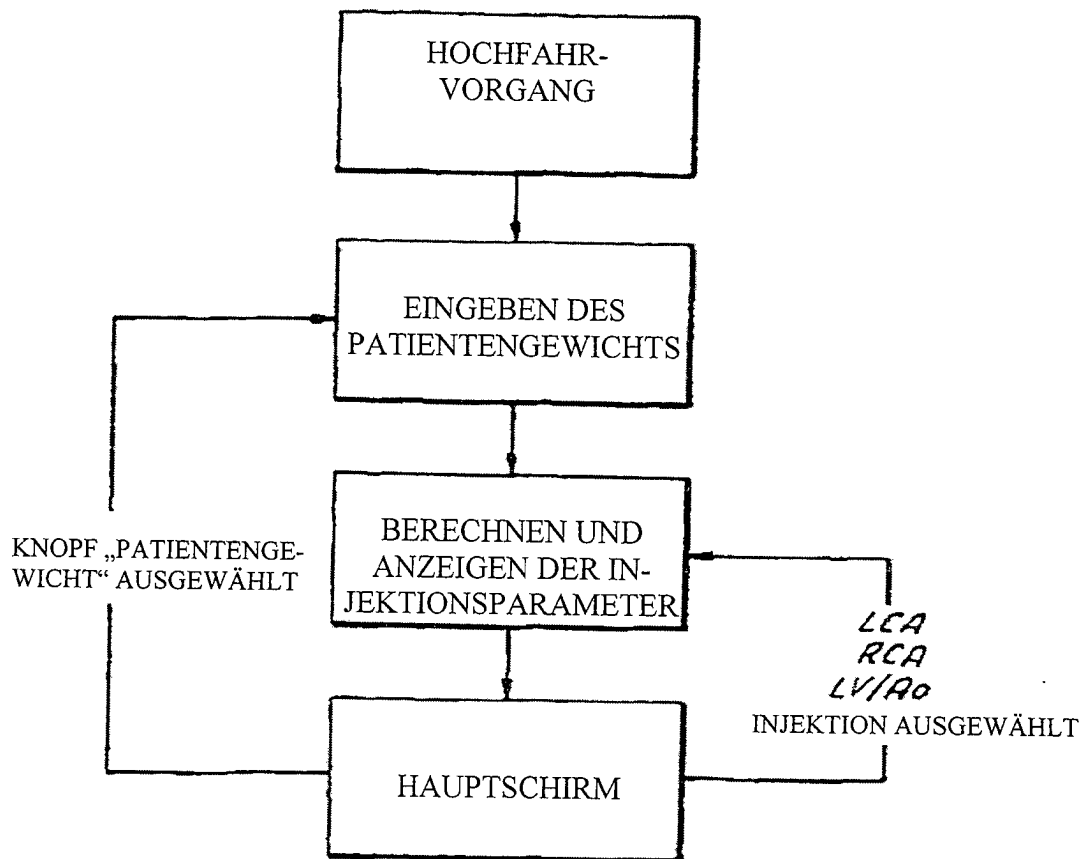 HOCHFAHR-
VORGANG
EINGEBEN DES
PATIENTENGEWICHTS
BERECHNEN UND
ANZEIGEN DER IN-
JEKTIONSPARAMETER
KNOPF „PATIENTENGE-
WICHT“ AUSGEWÄHLT
LCA
RCA
LV/Ao
INJEKTION AUSGEWÄHLT
HAUPTSCHIRM